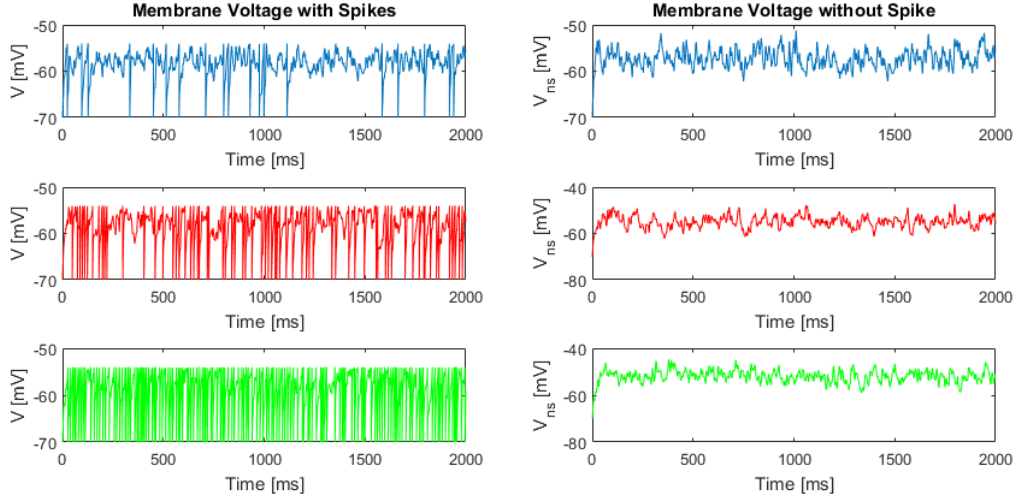 Membrane Voltage with Spikes
-50
-60
-70
V [mV]
0 500 1000 1500 2000
Time [ms]
Membrane Voltage without Spike
-50
-60
-70
V_ns [mV]
0 500 1000 1500 2000
Time [ms]
-50
-60
-70
V [mV]
0 500 1000 1500 2000
Time [ms]
-40
-60
-80
V_ns [mV]
0 500 1000 1500 2000
Time [ms]
-50
-60
-70
V [mV]
0 500 1000 1500 2000
Time [ms]
-40
-60
-80
V_ns [mV]
0 500 1000 1500 2000
Time [ms]